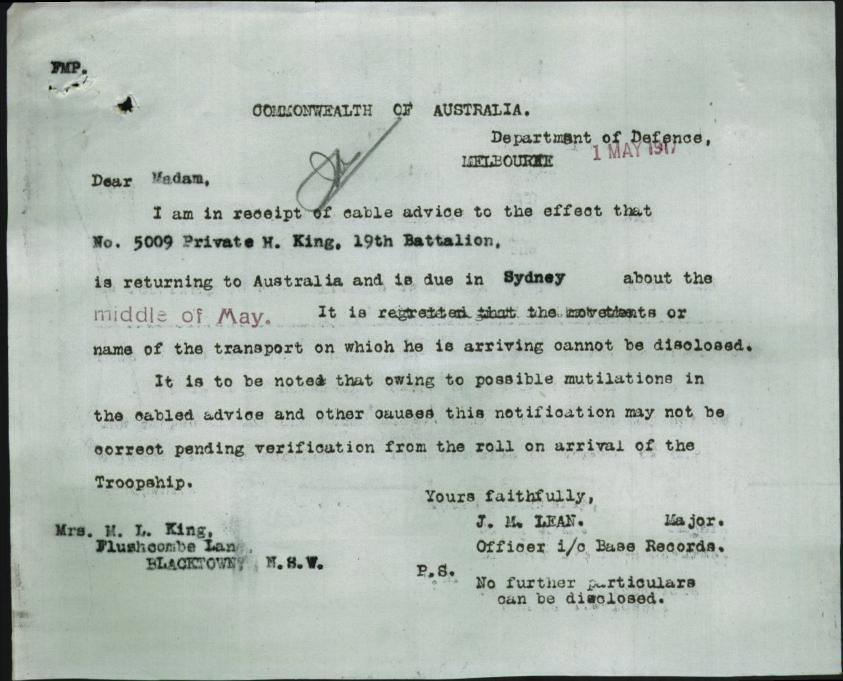 FMP.
COMMONWEALTH OF AUSTRALIA.
Department of Defence,
MELBOURNE 1 MAY 1917
Dear Madam,
I am in receipt of cable advice to the effect that
No. 5009 Private H. King, 19th Battalion,
is returning to Australia and is due in Sydney about the
middle of May. It is regretted that the movements or
name of the transport on which he is arriving cannot be disclosed.
It is to be noted that owing to possible mutilations in
the cabled advice and other causes this notification may not be
correct pending verification from the roll on arrival of the
Troopship.
Yours faithfully,
J. M. LEAN. Major.
Officer i/c Base Records.
Mrs. M. L. King,
Flushcombe Lan
BLACKTOWN, N.S.W.
P.S.
No further particulars
can be disclosed.